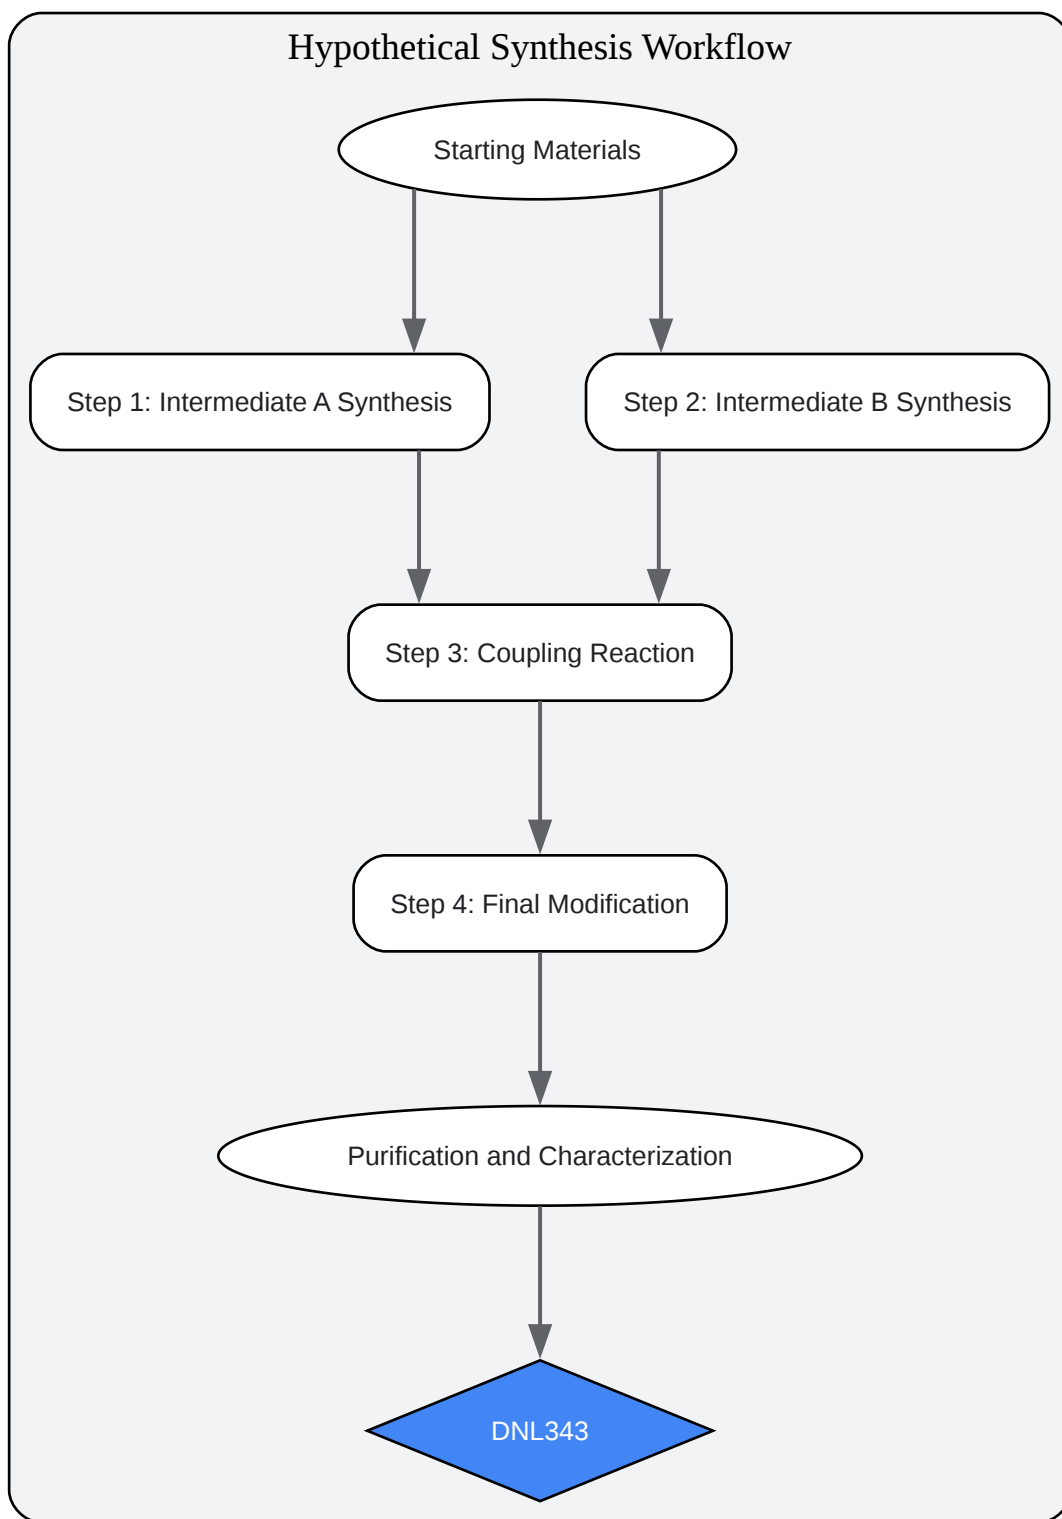 Hypothetical Synthesis Workflow
Starting Materials
Step 1: Intermediate A Synthesis
Step 2: Intermediate B Synthesis
Step 3: Coupling Reaction
Step 4: Final Modification
Purification and Characterization
DNL343